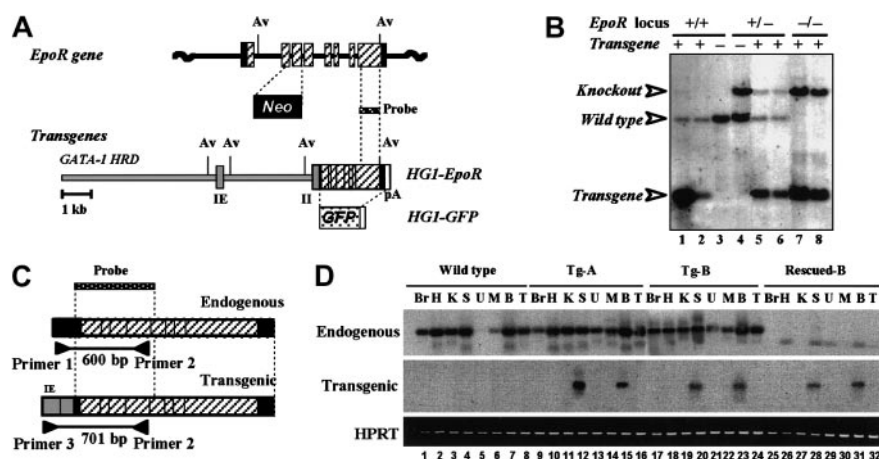 A
Av
Av
EpoR gene
Neo
Probe
Transgenes
GATA-1 HRD
Av
Av
Av
Av
HG1-EpoR
1 kb
IE
II
pA
GFP
HG1-GFP
B
EpoR locus +/+ +/− −/−
Transgene + + − − + + + +
Knockout
Wild type
Transgene
1 2 3 4 5 6 7 8
C
Probe
Endogenous
Primer 1 600 bp Primer 2
Transgenic
IE
Primer 3 701 bp Primer 2
D
Wild type Tg-A Tg-B Rescued-B
Br H K S U M B T Br H K S U M B T Br H K S U M B T Br H K S U M B T
Endogenous
Transgenic
HPRT
1 2 3 4 5 6 7 8 9 10 11 12 13 14 15 16 17 18 19 20 21 22 23 24 25 26 27 28 29 30 31 32